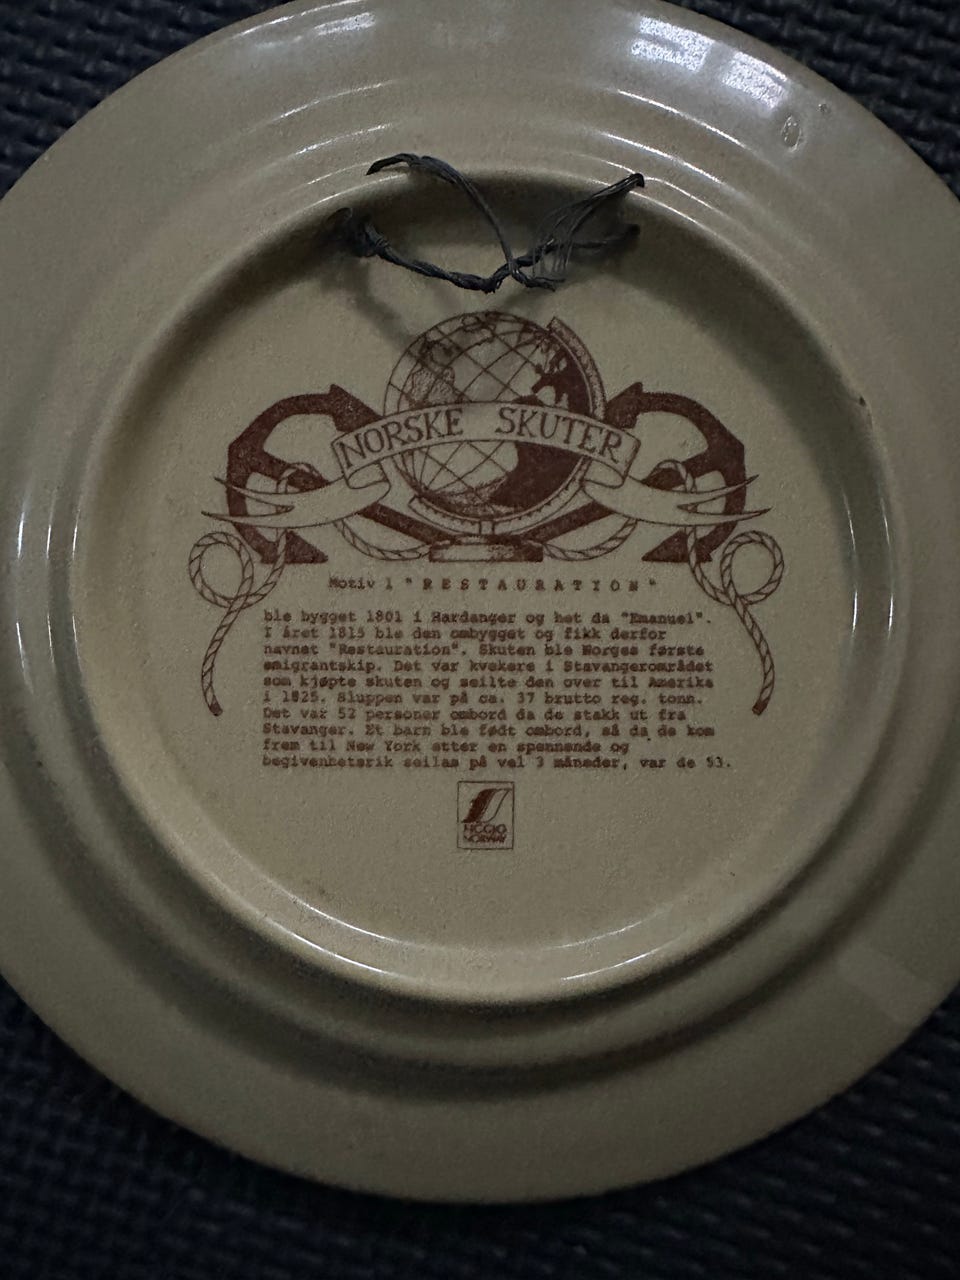 NORSKE SKUTER
Motiv 1 "RESTAURATION"
ble bygget 1801 i Hardanger og het da "Emanuel".
I året 1815 ble den ombygget og fikk derfor
navnet "Restauration". Skuten ble Norges første
emigrantskip. Det var kvekere i Stavangerområdet
som kjøpte skuten og seilte den over til Amerika
i 1825. Sluppen var på ca. 37 brutto reg. tonn.
Det var 52 personer ombord da de stakk ut fra
Stavanger. Et barn ble født ombord, så da de kom
frem til New York etter en spennende og
begivenhetsrik seilas på vel 3 måneder, var de 53.
FIGGJO
NORWAY